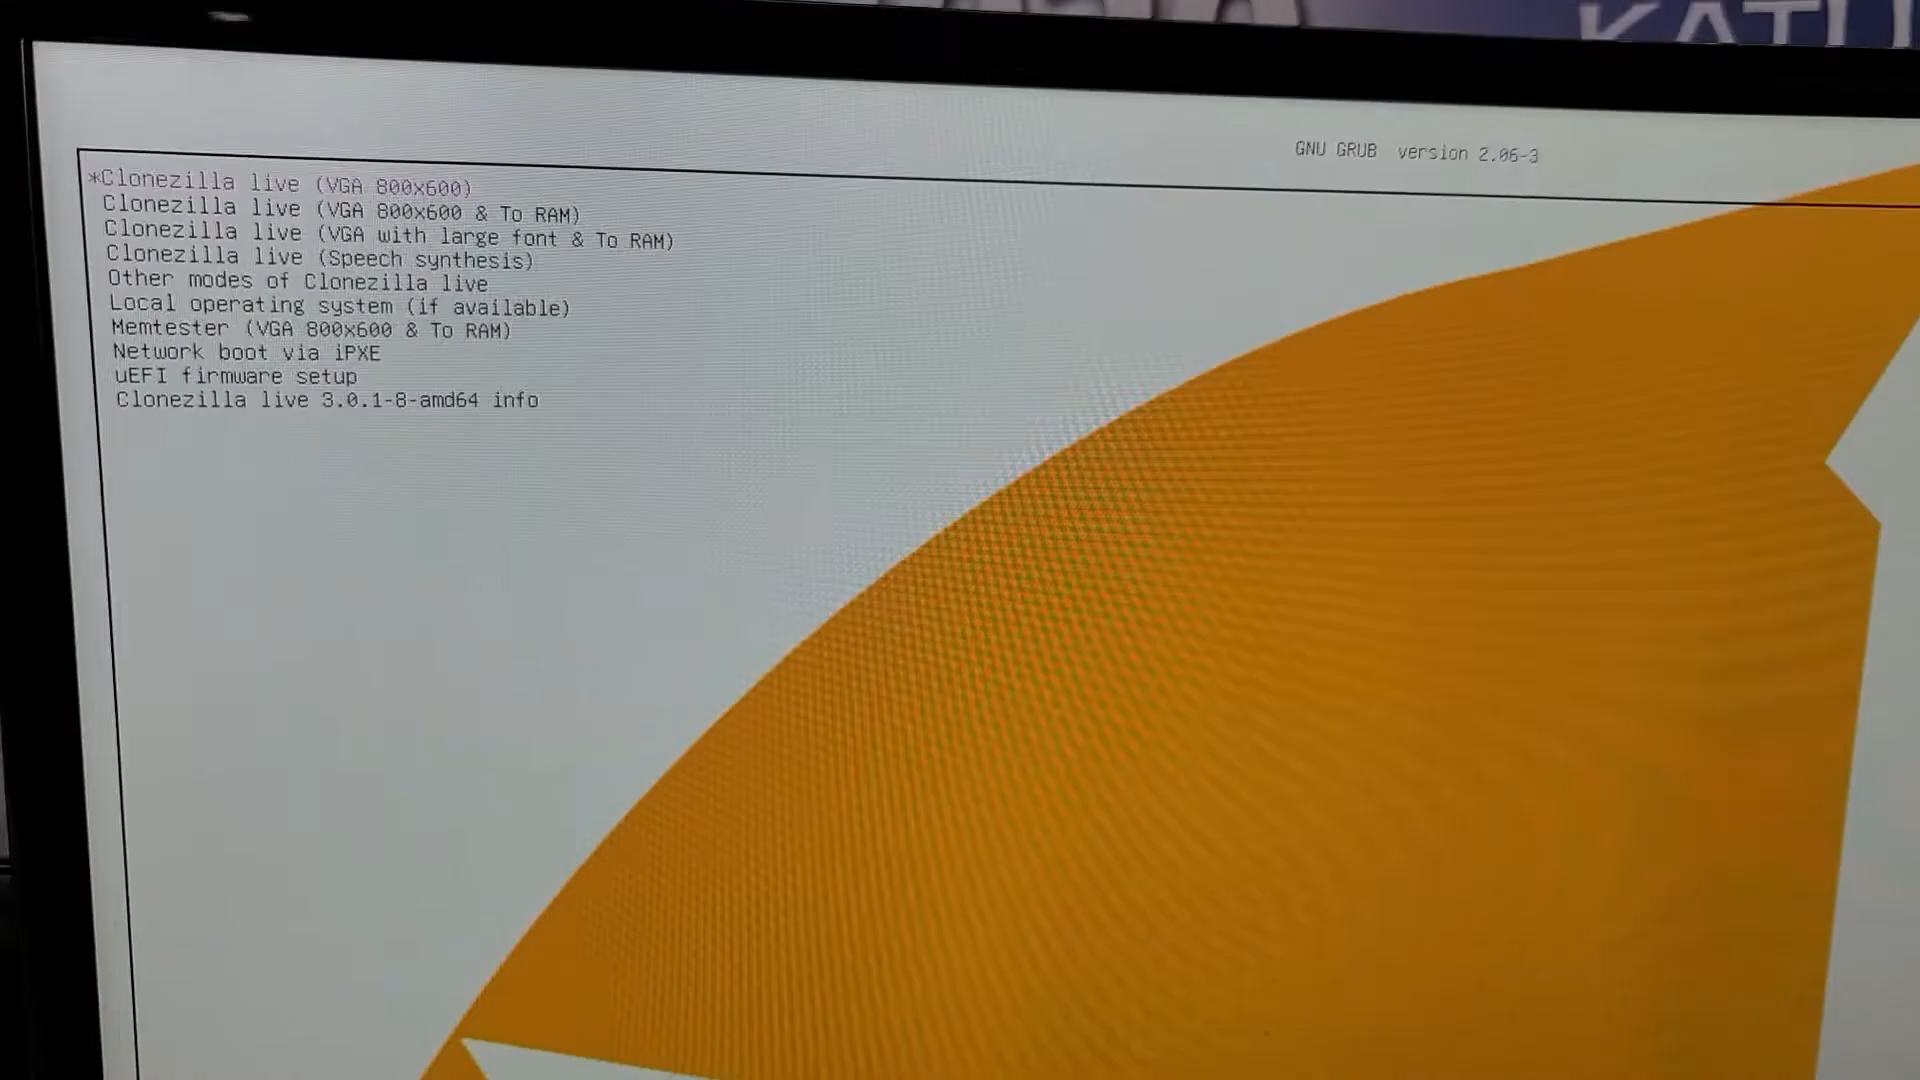 GNU GRUB version 2.06-3
*Clonezilla live (VGA 800x600)
Clonezilla live (VGA 800x600 & To RAM)
Clonezilla live (VGA with large font & To RAM)
Clonezilla live (Speech synthesis)
Other modes of Clonezilla live
Local operating system (if available)
Memtester (VGA 800x600 & To RAM)
Network boot via iPXE
uEFI firmware setup
Clonezilla live 3.0.1-8-amd64 info